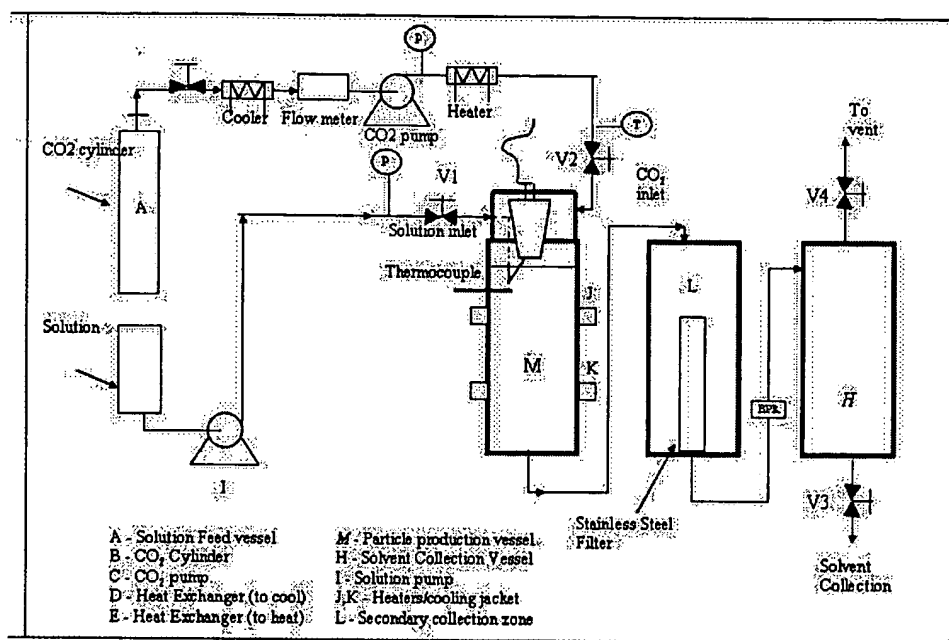 P
Cooler
Flow meter
CO2 pump
Heater
To
vent
CO2 cylinder
A
T
V2
CO2
inlet
V4
P
V1
Solution inlet
Thermocouple
J
L
Solution
M
K
BPR
H
I
V3
Stainless Steel
Filter
Solvent
Collection
A - Solution Feed vessel
B - CO2 Cylinder
C - CO2 pump
D - Heat Exchanger (to cool)
E - Heat Exchanger (to heat)
M - Particle production vessel
H - Solvent Collection Vessel
I - Solution pump
J,K - Heaters/cooling jacket
L - Secondary collection zone